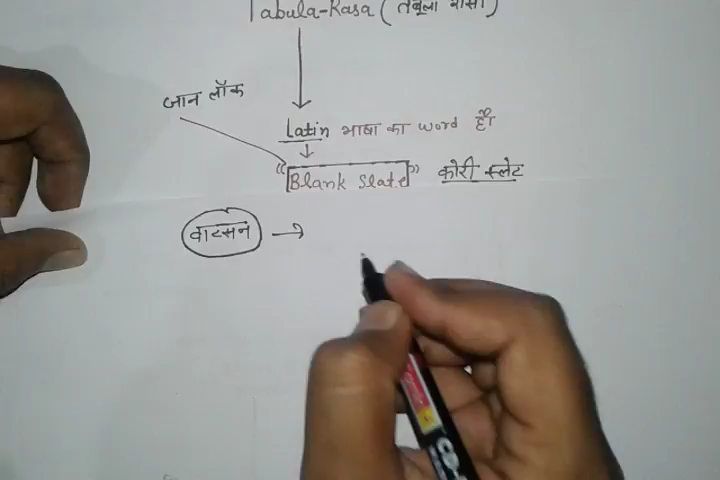 Tabula-Rasa (तबूला रासा)
जान लॉक
Latin भाषा का word है।
"Blank Slate" कोरी स्लेट
वाटसन →